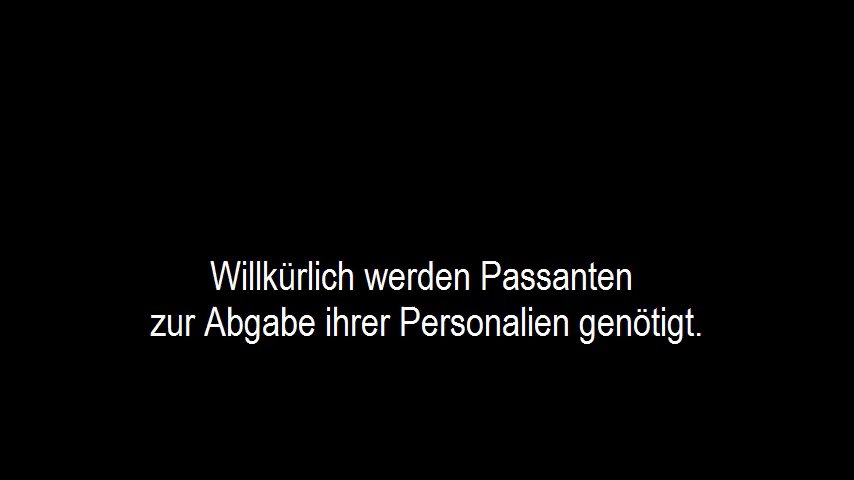 Willkürlich werden Passanten
zur Abgabe ihrer Personalien genötigt.